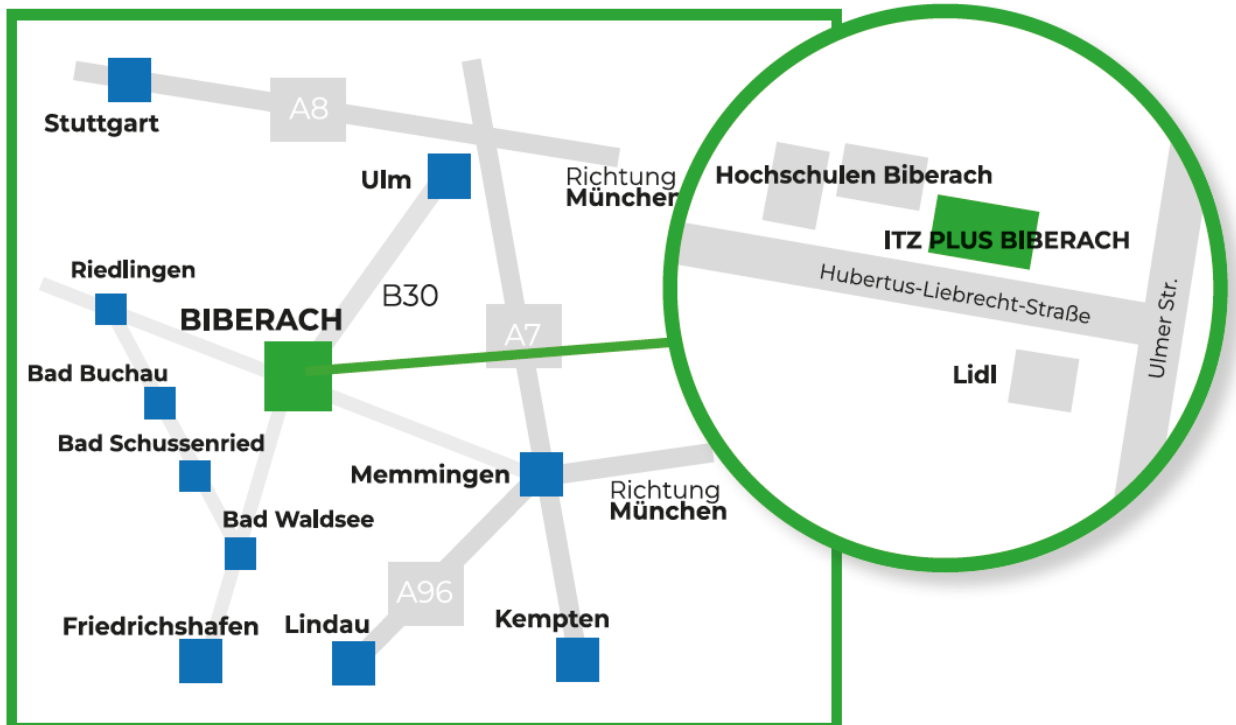 A8
Stuttgart
Ulm
Richtung
München
Riedlingen
B30
BIBERACH
A7
Bad Buchau
Bad Schussenried
Memmingen
Richtung
München
Bad Waldsee
A96
Friedrichshafen
Lindau
Kempten
Hochschulen Biberach
ITZ PLUS BIBERACH
Hubertus-Liebrecht-Straße
Ulmer Str.
Lidl